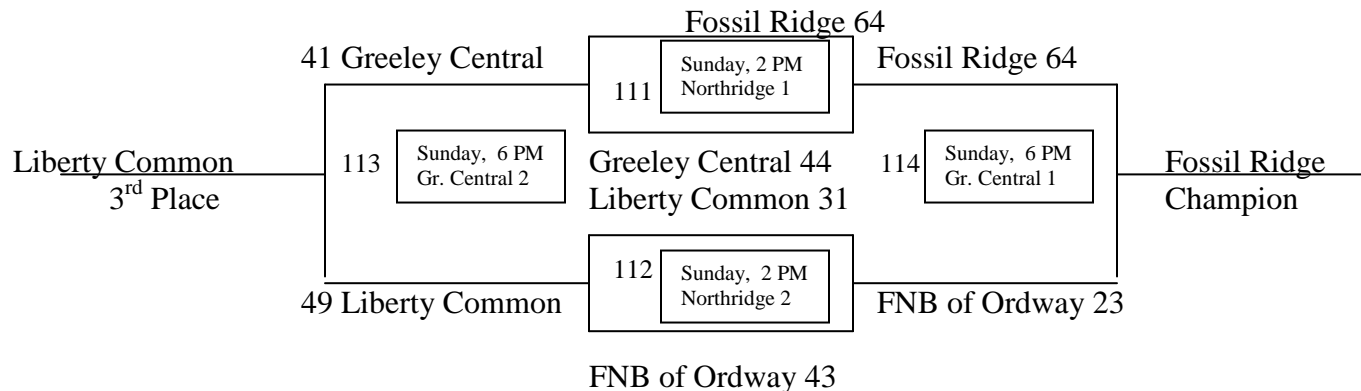 Fossil Ridge 64
41 Greeley Central
Fossil Ridge 64
111
Sunday, 2 PM
Northridge 1
Liberty Common
3rd Place
113
Sunday, 6 PM
Gr. Central 2
Greeley Central 44
Liberty Common 31
114
Sunday, 6 PM
Gr. Central 1
Fossil Ridge
Champion
112
Sunday, 2 PM
Northridge 2
49 Liberty Common
FNB of Ordway 23
FNB of Ordway 43